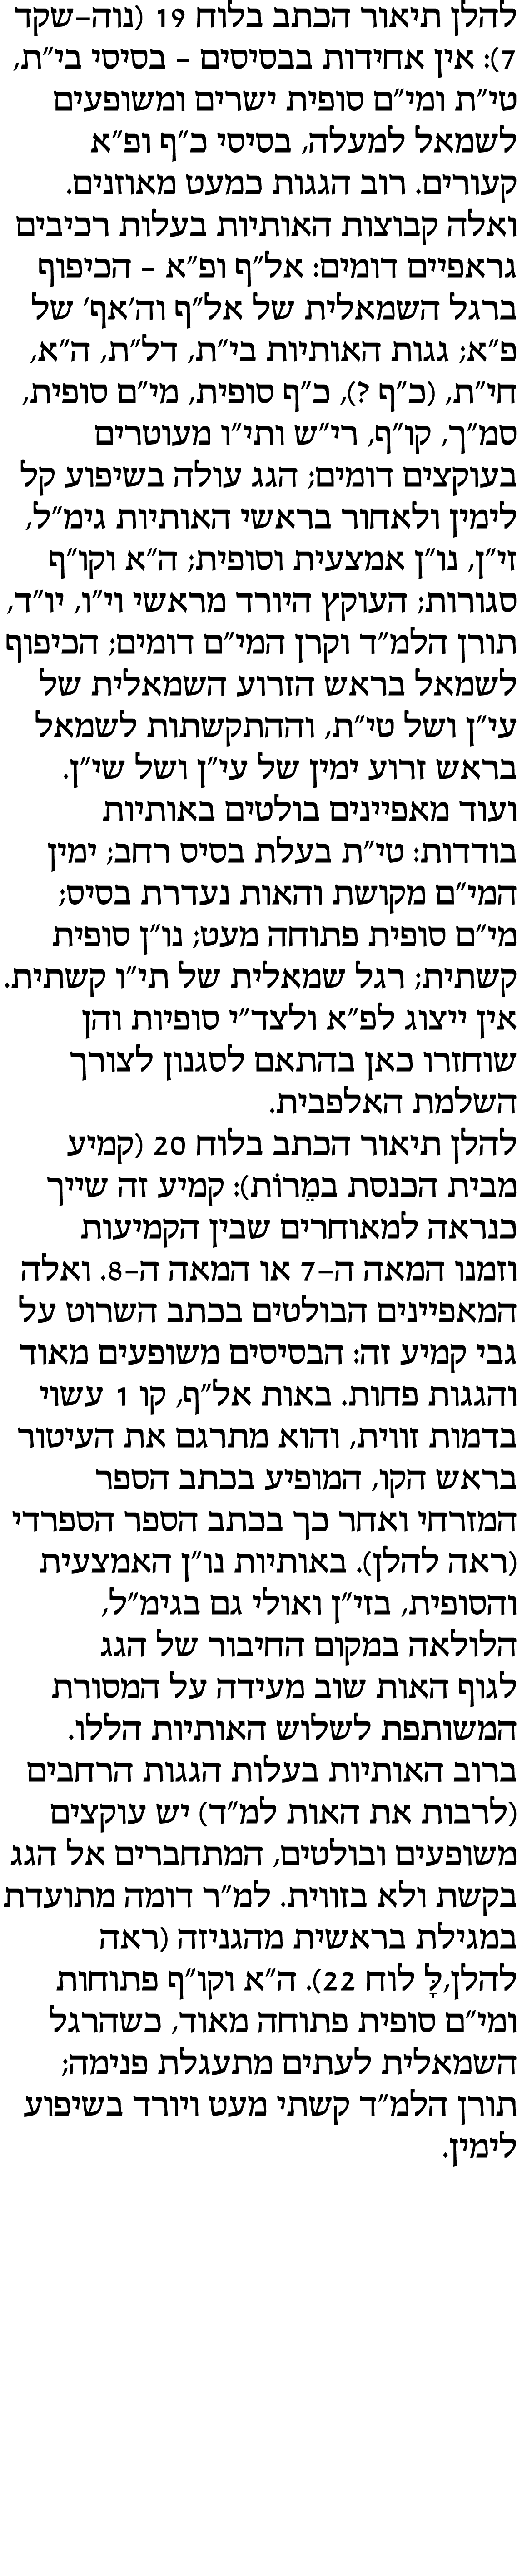 להלן תיאור הכתב בלוח 19 (נוה-שקד
7): אין אחידות בבסיסים - בסיסי בי"ת,
טי"ת ומי"ם סופית ישרים ומשופעים
לשמאל למעלה, בסיסי כ"ף ופ"א
קעורים. רוב הגגות כמעט מאוזנים.
ואלה קבוצות האותיות בעלות רכיבים
גראפיים דומים: אל"ף ופ"א - הכיפוף
ברגל השמאלית של אל"ף וה'אף' של
פ"א; גגות האותיות בי"ת, דל"ת, ה"א,
חי"ת, (כ"ף ?), כ"ף סופית, מי"ם סופית,
סמ"ך, קו"ף, רי"ש ותי"ו מעוטרים
בעוקצים דומים; הגג עולה בשיפוע קל
לימין ולאחור בראשי האותיות גימ"ל,
זי"ן, נו"ן אמצעית וסופית; ה"א וקו"ף
סגורות; העוקץ היורד מראשי וי"ו, יו"ד,
תורן הלמ"ד וקרן המי"ם דומים; הכיפוף
לשמאל בראש הזרוע השמאלית של
עי"ן ושל טי"ת, וההתקשתות לשמאל
בראש זרוע ימין של עי"ן ושל שי"ן.
ועוד מאפיינים בולטים באותיות
בודדות: טי"ת בעלת בסיס רחב; ימין
המי"ם מקושת והאות נעדרת בסיס;
מי"ם סופית פתוחה מעט; נו"ן סופית
קשתית; רגל שמאלית של תי"ו קשתית.
אין ייצוג לפ"א ולצד"י סופיות והן
שוחזרו כאן בהתאם לסגנון לצורך
השלמת האלפבית.
להלן תיאור הכתב בלוח 20 (קמיע
מבית הכנסת במֵרוֹת): קמיע זה שייך
כנראה למאוחרים שבין הקמיעות
וזמנו המאה ה-7 או המאה ה-8. ואלה
המאפיינים הבולטים בכתב השרוט על
גבי קמיע זה: הבסיסים משופעים מאוד
והגגות פחות. באות אל"ף, קו 1 עשוי
בדמות זווית, והוא מתרגם את העיטור
בראש הקו, המופיע בכתב הספר
המזרחי ואחר כך בכתב הספר הספרדי
(ראה להלן). באותיות נו"ן האמצעית
והסופית, בזי"ן ואולי גם בגימ"ל,
הלולאה במקום החיבור של הגג
לגוף האות שוב מעידה על המסורת
המשותפת לשלוש האותיות הללו.
ברוב האותיות בעלות הגגות הרחבים
(לרבות את האות למ"ד) יש עוקצים
משופעים ובולטים, המתחברים אל הגג
בקשת ולא בזווית. למ"ר דומה מתועדת
במגילת בראשית מהגניזה (ראה
להלן,לָּ לוח 22). ה"א וקו"ף פתוחות
ומי"ם סופית פתוחה מאוד, כשהרגל
השמאלית לעתים מתעגלת פנימה;
תורן הלמ"ד קשתי מעט ויורד בשיפוע
לימין.